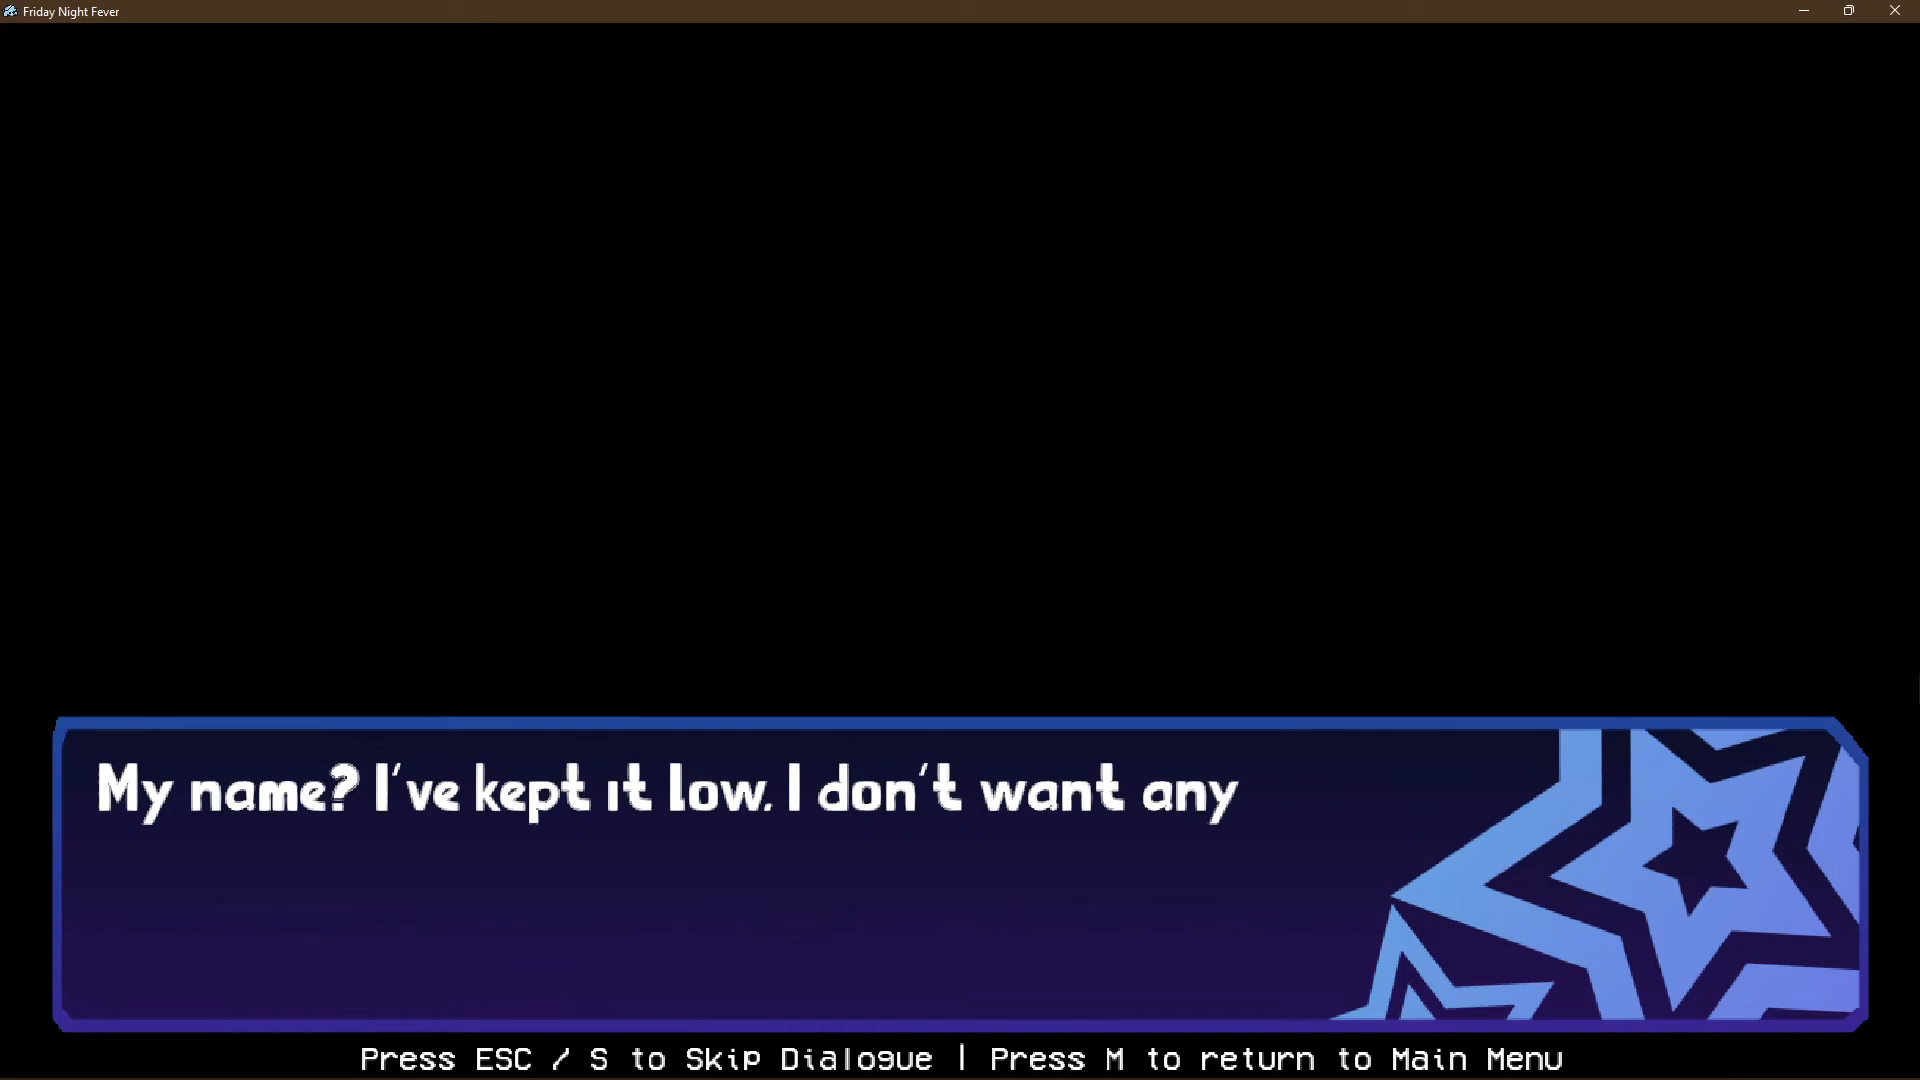 Friday Night Fever
My name? I've kept it low. I don't want any
Press ESC / S to Skip Dialogue | Press M to return to Main Menu